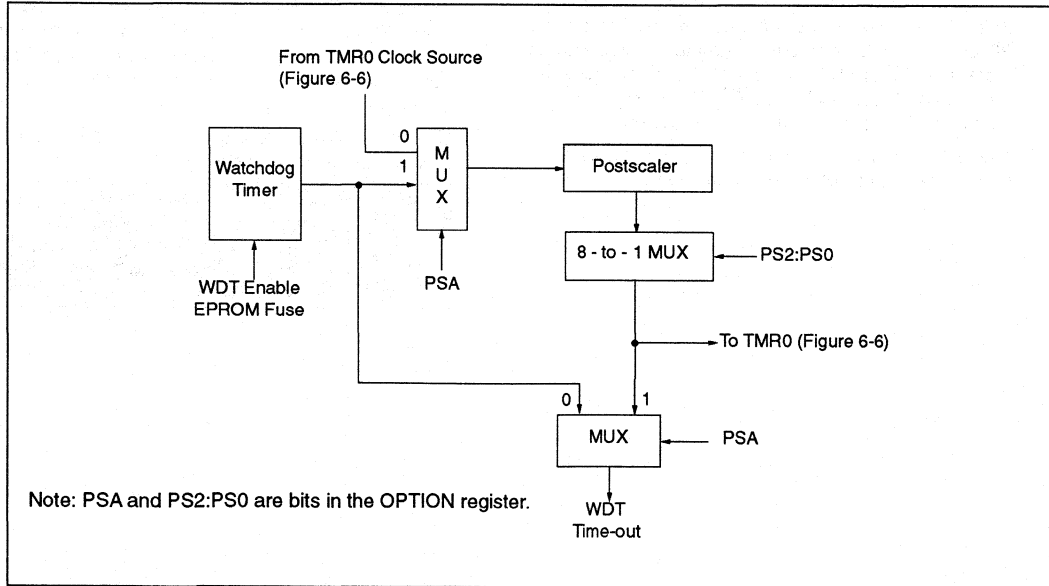 From TMR0 Clock Source
(Figure 6-6)
0
1
M
U
X
Watchdog
Timer
Postscaler
8 - to - 1 MUX
PS2:PS0
PSA
WDT Enable
EPROM Fuse
To TMR0 (Figure 6-6)
0
1
MUX
PSA
Note: PSA and PS2:PS0 are bits in the OPTION register.
WDT
Time-out